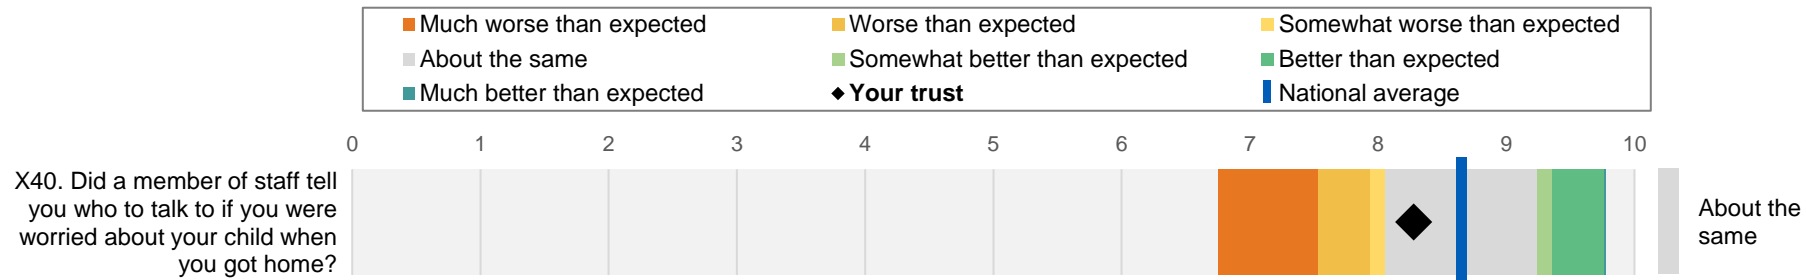 Much worse than expected
Worse than expected
Somewhat worse than expected
About the same
Somewhat better than expected
Better than expected
Much better than expected
Your trust
National average
0 1 2 3 4 5 6 7 8 9 10
X40. Did a member of staff tell
you who to talk to if you were
worried about your child when
you got home?
About the
same